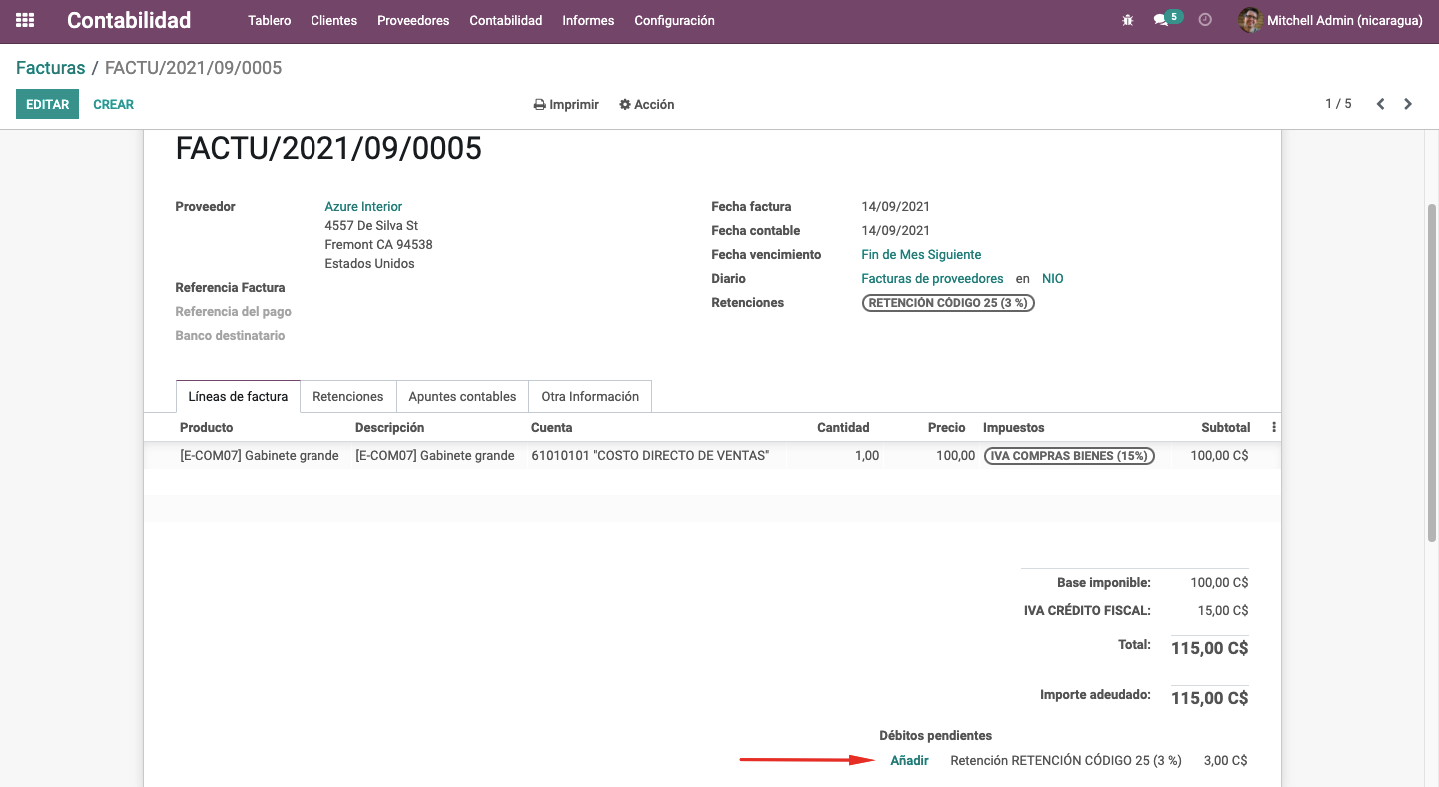 Contabilidad Tablero Clientes Proveedores Contabilidad Informes Configuración 5 Mitchell Admin (nicaragua)
Facturas / FACTU/2021/09/0005
EDITAR CREAR Imprimir Acción 1 / 5
FACTU/2021/09/0005
Proveedor Azure Interior Fecha factura 14/09/2021
4557 De Silva St Fecha contable 14/09/2021
Fremont CA 94538 Fecha vencimiento Fin de Mes Siguiente
Estados Unidos Diario Facturas de proveedores en NIO
Referencia Factura Retenciones RETENCIÓN CÓDIGO 25 (3 %)
Referencia del pago
Banco destinatario
Líneas de factura Retenciones Apuntes contables Otra Información
Producto Descripción Cuenta Cantidad Precio Impuestos Subtotal
[E-COM07] Gabinete grande [E-COM07] Gabinete grande 61010101 "COSTO DIRECTO DE VENTAS" 1,00 100,00 IVA COMPRAS BIENES (15%) 100,00 C$
Base imponible: 100,00 C$
IVA CRÉDITO FISCAL: 15,00 C$
Total: 115,00 C$
Importe adeudado: 115,00 C$
Débitos pendientes
Añadir Retención RETENCIÓN CÓDIGO 25 (3 %) 3,00 C$